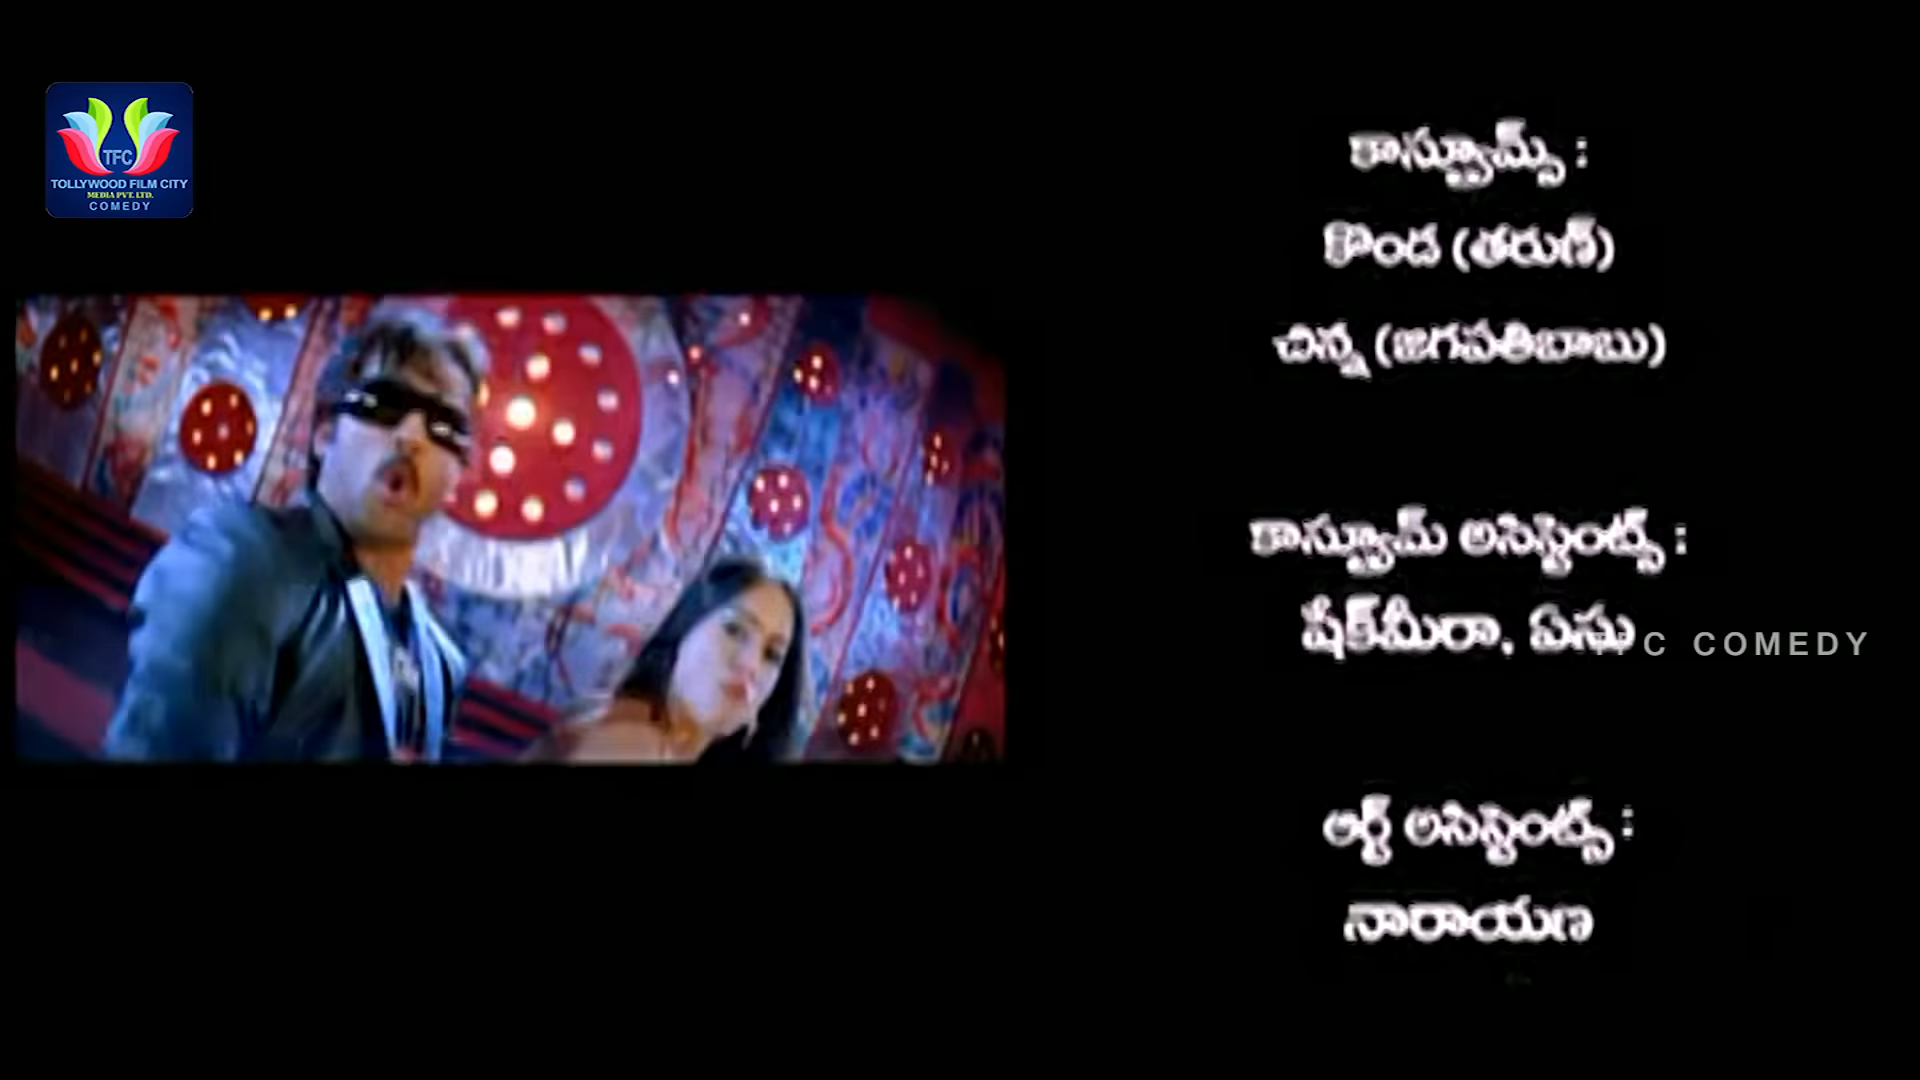 TFC
TOLLYWOOD FILM CITY
MEDIA PVT. LTD.
COMEDY
కాస్ట్యూమ్స్ :
కొండ (తరుణ్)
చిన్న (జగపతిబాబు)
కాస్ట్యూమ్ అసిస్టెంట్స్ :
షేక్‌మీరా, ఏసు
TFC COMEDY
ఆర్ట్ అసిస్టెంట్స్ :
నారాయణ